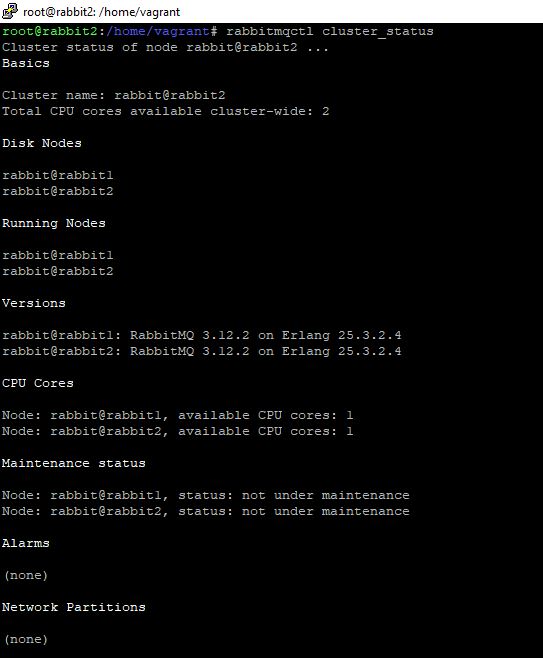 root@rabbit2: /home/vagrant
root@rabbit2:/home/vagrant# rabbitmqctl cluster_status
Cluster status of node rabbit@rabbit2 ...
Basics
Cluster name: rabbit@rabbit2
Total CPU cores available cluster-wide: 2
Disk Nodes
rabbit@rabbit1
rabbit@rabbit2
Running Nodes
rabbit@rabbit1
rabbit@rabbit2
Versions
rabbit@rabbit1: RabbitMQ 3.12.2 on Erlang 25.3.2.4
rabbit@rabbit2: RabbitMQ 3.12.2 on Erlang 25.3.2.4
CPU Cores
Node: rabbit@rabbit1, available CPU cores: 1
Node: rabbit@rabbit2, available CPU cores: 1
Maintenance status
Node: rabbit@rabbit1, status: not under maintenance
Node: rabbit@rabbit2, status: not under maintenance
Alarms
(none)
Network Partitions
(none)